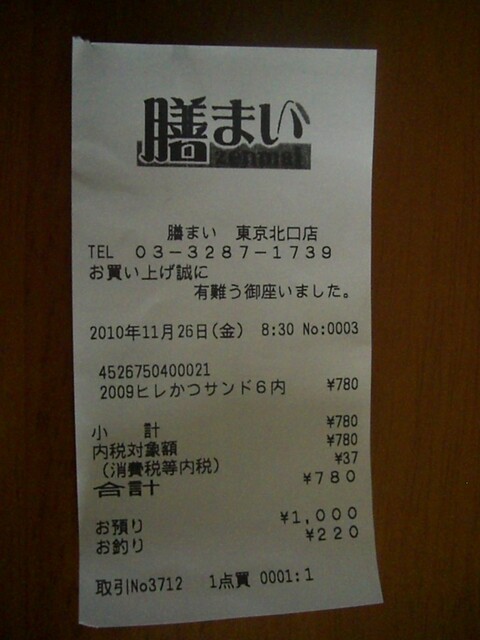 膳まい
zenmai
膳まい 東京北口店
TEL 03-3287-1739
お買い上げ誠に
有難う御座いました。
2010年11月26日(金) 8:30 No:0003
4526750400021
2009ヒレかつサンド6内 ¥780
小 計 ¥780
内税対象額 ¥780
(消費税等内税) ¥37
合計 ¥780
お預り ¥1,000
お釣り ¥220
取引No3712 1点買 0001:1